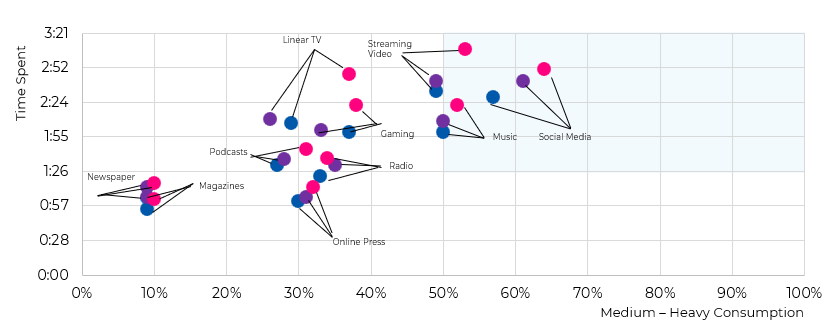 3:21
2:52
2:24
1:55
1:26
0:57
0:28
0:00
Time Spent
Linear TV
Streaming
Video
Gaming
Music
Social Media
Podcasts
Radio
Newspaper
Magazines
Online Press
0% 10% 20% 30% 40% 50% 60% 70% 80% 90% 100%
Medium – Heavy Consumption